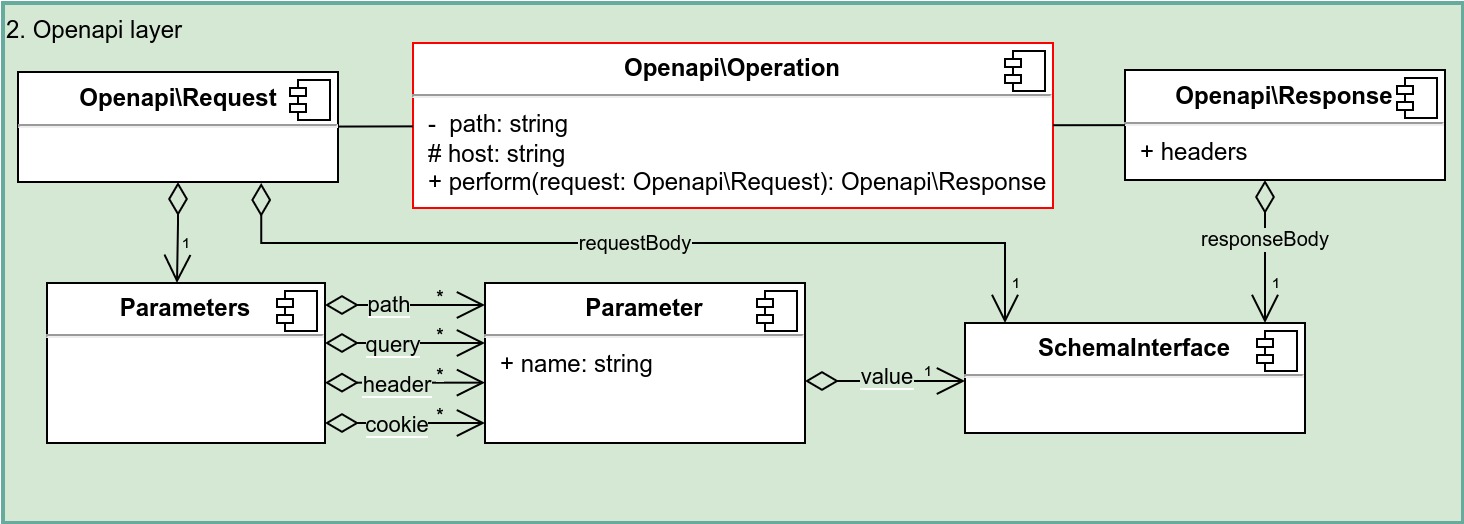 2. Openapi layer
Openapi\Request
Openapi\Operation
- path: string
# host: string
+ perform(request: Openapi\Request): Openapi\Response
Openapi\Response
+ headers
1
requestBody
1
responseBody
1
Parameters
path *
query *
header *
cookie *
Parameter
+ name: string
value 1
SchemaInterface